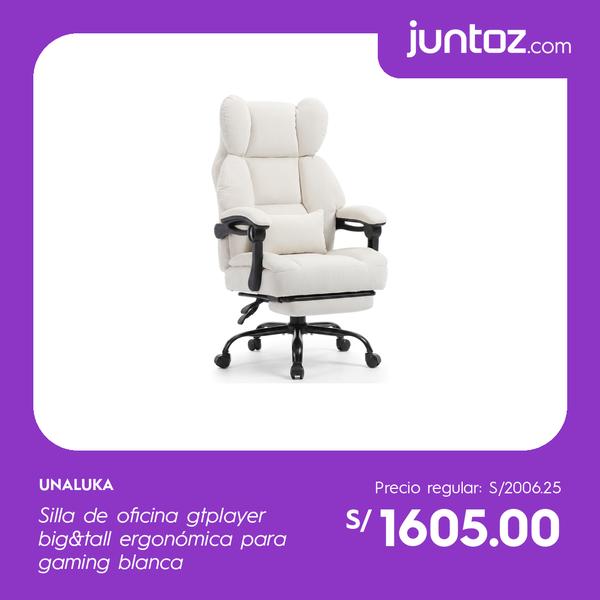 juntoz.com
UNALUKA
Silla de oficina gtplayer
big&tall ergonómica para
gaming blanca
Precio regular: S/2006.25
S/1605.00